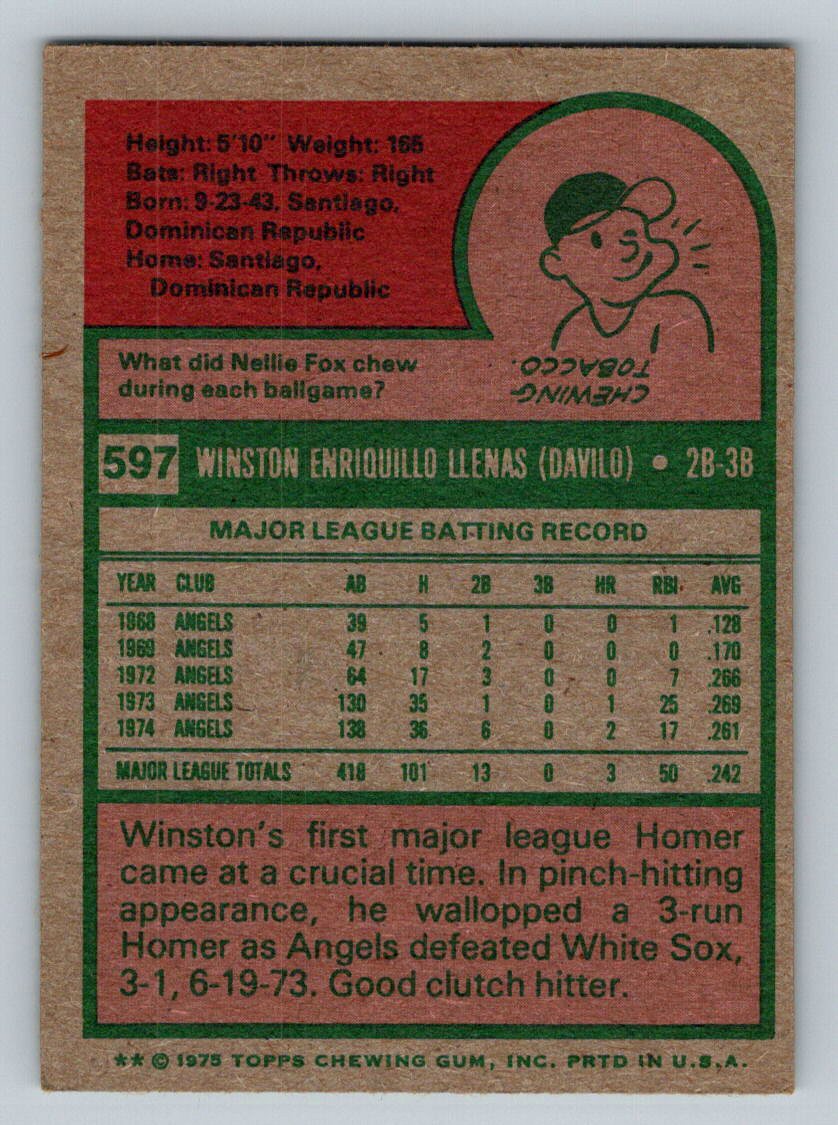 Height: 5'10" Weight: 165
Bats: Right Throws: Right
Born: 9-23-43, Santiago,
Dominican Republic
Home: Santiago,
Dominican Republic
What did Nellie Fox chew
during each ballgame?
CHEWING
TOBACCO.
597 WINSTON ENRIQUILLO LLENAS (DAVILO) • 2B-3B
MAJOR LEAGUE BATTING RECORD
YEAR CLUB AB H 2B 3B HR RBI AVG
1968 ANGELS 39 5 1 0 0 1 .128
1969 ANGELS 47 8 2 0 0 0 .170
1972 ANGELS 64 17 3 0 0 7 .266
1973 ANGELS 130 35 1 0 1 25 .269
1974 ANGELS 138 36 6 0 2 17 .261
MAJOR LEAGUE TOTALS 418 101 13 0 3 50 .242
Winston's first major league Homer
came at a crucial time. In pinch-hitting
appearance, he wallopped a 3-run
Homer as Angels defeated White Sox,
3-1, 6-19-73. Good clutch hitter.
** © 1975 TOPPS CHEWING GUM, INC. PRTD IN U.S.A.